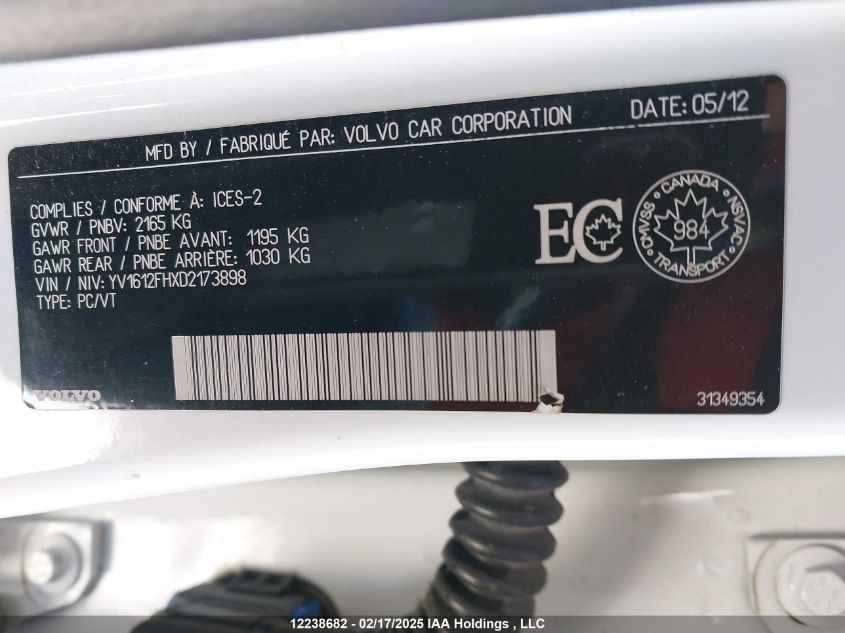 MFD BY / FABRIQUÉ PAR: VOLVO CAR CORPORATION DATE: 05/12
COMPLIES / CONFORME À: ICES-2
GVWR / PNBV: 2165 KG
GAWR FRONT / PNBE AVANT: 1195 KG
GAWR REAR / PNBE ARRIÈRE: 1030 KG
VIN / NIV: YV1612FHXD2173898
TYPE: PC/VT
EC
CANADA
CMVSS 984 NSVAC
TRANSPORT
VOLVO
31349354
12238682 - 02/17/2025 IAA Holdings , LLC